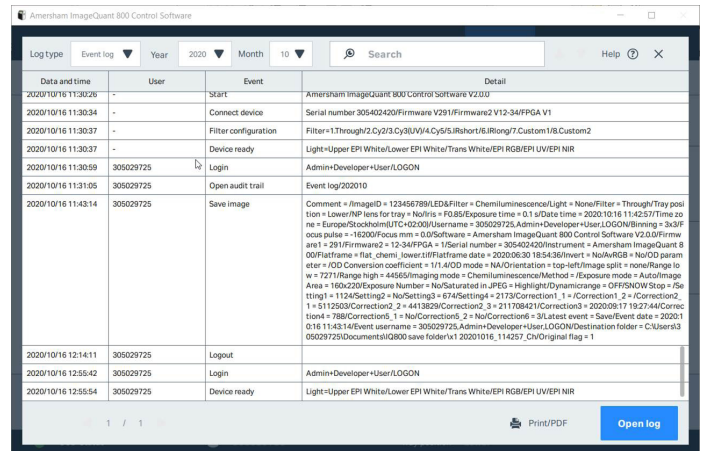 Amersham ImageQuant 800 Control Software
Log type Event log Year 2020 Month 10 Search Help
Data and time User Event Detail
2020/10/16 11:30:26 - Start Amersham ImageQuant 800 Control Software V2.0.0
2020/10/16 11:30:34 - Connect device Serial number 305402420/Firmware V291/Firmware2 V12-34/FPGA V1
2020/10/16 11:30:37 - Filter configuration Filter=1.Through/2.Cy2/3.Cy3(UV)/4.Cy5/5.IRshort/6.IRlong/7.Custom1/8.Custom2
2020/10/16 11:30:37 - Device ready Light=Upper EPI White/Lower EPI White/Trans White/EPI RGB/EPI UV/EPI NIR
2020/10/16 11:30:59 305029725 Login Admin+Developer+User/LOGON
2020/10/16 11:31:05 305029725 Open audit trail Event log/202010
2020/10/16 11:43:14 305029725 Save image Comment = /ImageID = 123456789/LED&Filter = Chemiluminescence/Light = None/Filter = Through/Tray posi
tion = Lower/NP lens for tray = No/Iris = F0.85/Exposure time = 0.1 s/Date time = 2020:10:16 11:42:57/Time zo
ne = Europe/Stockholm(UTC+02:00)/Username = 305029725,Admin+Developer+User,LOGON/Binning = 3x3/F
ocus pulse = -16200/Focus mm = 0.0/Software = Amersham ImageQuant 800 Control Software V2.0.0/Firmw
are1 = 291/Firmware2 = 12-34/FPGA = 1/Serial number = 305402420/Instrument = Amersham ImageQuant 8
00/Flatframe = flat_chemi_lower.tif/Flatframe date = 2020:06:30 18:54:36/Invert = No/AvRGB = No/OD param
eter = /OD Conversion coefficient = 1/1.4/OD mode = NA/Orientation = top-left/Image split = none/Range lo
w = 7271/Range high = 44565/Imaging mode = Chemiluminescence/Method = /Exposure mode = Auto/Image
Area = 160x220/Exposure Number = No/Saturated in JPEG = Highlight/Dynamicrange = OFF/SNOW Stop = /Se
tting1 = 1124/Setting2 = No/Setting3 = 674/Setting4 = 2173/Correction1_1 = /Correction1_2 = /Correction2_
1 = 5112503/Correction2_2 = 4413829/Correction2_3 = 211708421/Correction3 = 2020:09:17 19:27:44/Correc
tion4 = 788/Correction5_1 = No/Correction5_2 = No/Correction6 = 3/Latest event = Save/Event date = 2020:1
0:16 11:43:14/Event username = 305029725,Admin+Developer+User,LOGON/Destination folder = C:\Users\3
05029725\Documents\IQ800 save folder\x1 20201016_114257_Ch/Original flag = 1
2020/10/16 12:14:11 305029725 Logout
2020/10/16 12:55:42 305029725 Login Admin+Developer+User/LOGON
2020/10/16 12:55:54 305029725 Device ready Light=Upper EPI White/Lower EPI White/Trans White/EPI RGB/EPI UV/EPI NIR
1 / 1 Print/PDF Open log